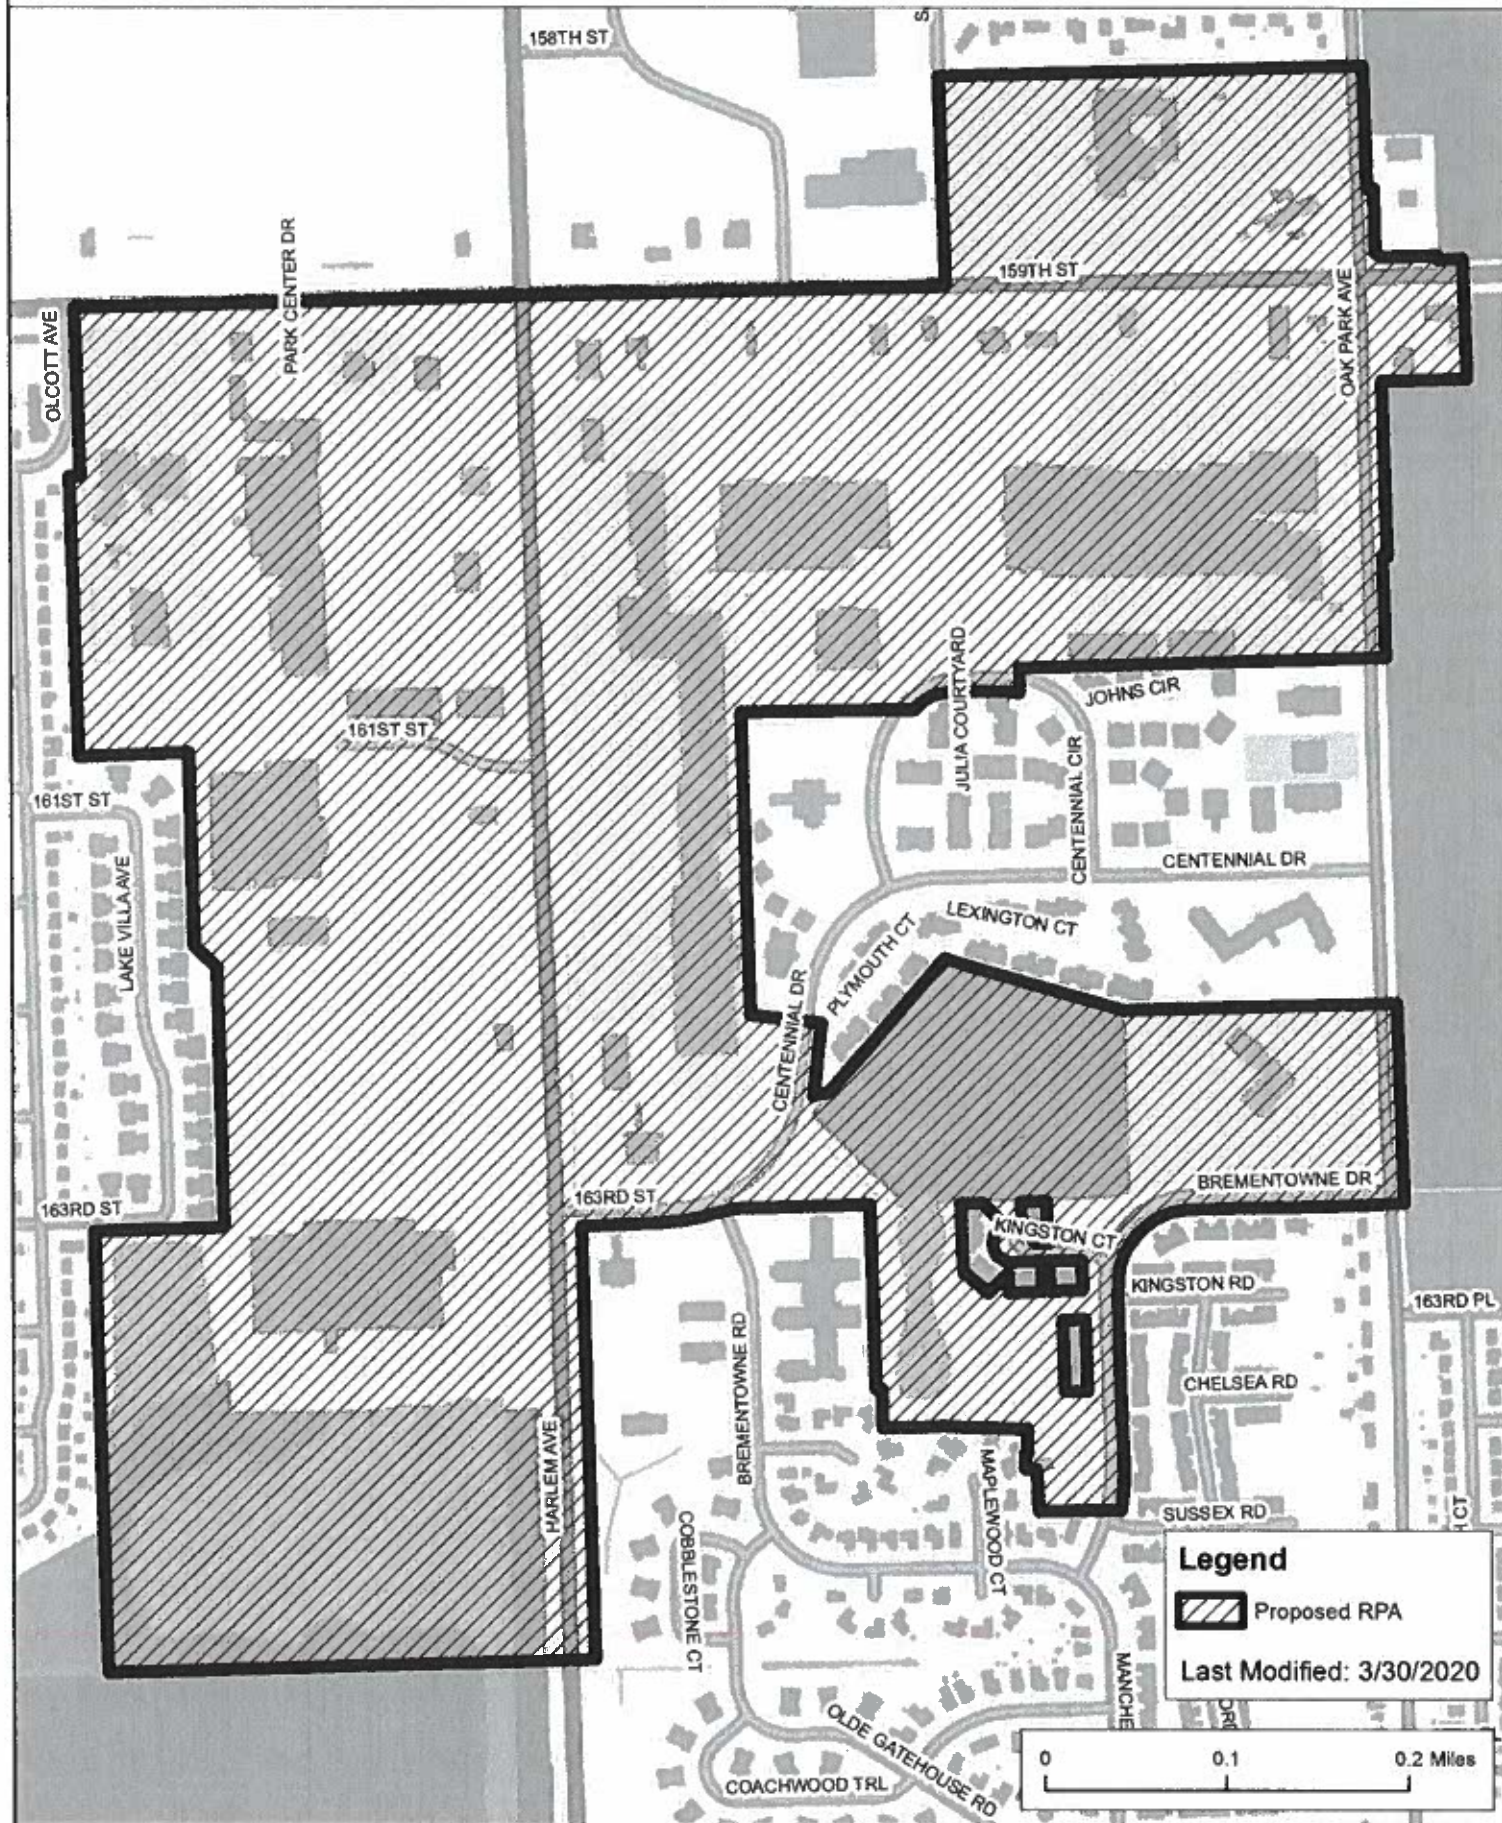 158TH ST
PARK CENTER DR
159TH ST
OLCOTT AVE
OAK PARK AVE
JULIA COURTYARD
JOHNS CIR
161ST ST
CENTENNIAL CIR
161ST ST
CENTENNIAL DR
LAKE VILLA AVE
LEXINGTON CT
PLYMOUTH CT
CENTENNIAL DR
BREMENTOWNE DR
163RD ST
163RD ST
KINGSTON CT
KINGSTON RD
163RD PL
BREMENTOWNE RD
CHELSEA RD
HARLEM AVE
MAPLEWOOD CT
SUSSEX RD
COBBLESTONE CT
CT
Legend
Proposed RPA
Last Modified: 3/30/2020
MANCHE
OLDE GATEHOUSE RD
COACHWOOD TRL
0 0.1 0.2 Miles